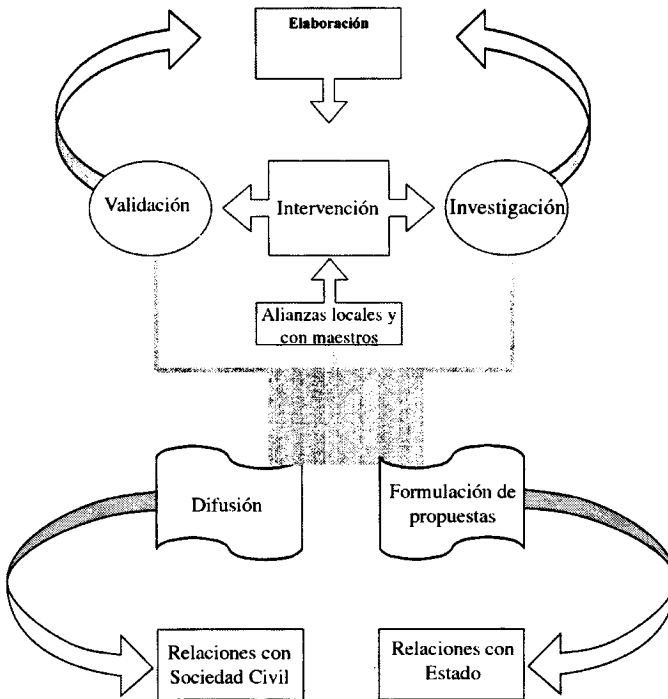 Elaboración
Validación
Intervención
Investigación
Alianzas locales y
con maestros
Difusión
Formulación de
propuestas
Relaciones con
Sociedad Civil
Relaciones con
Estado